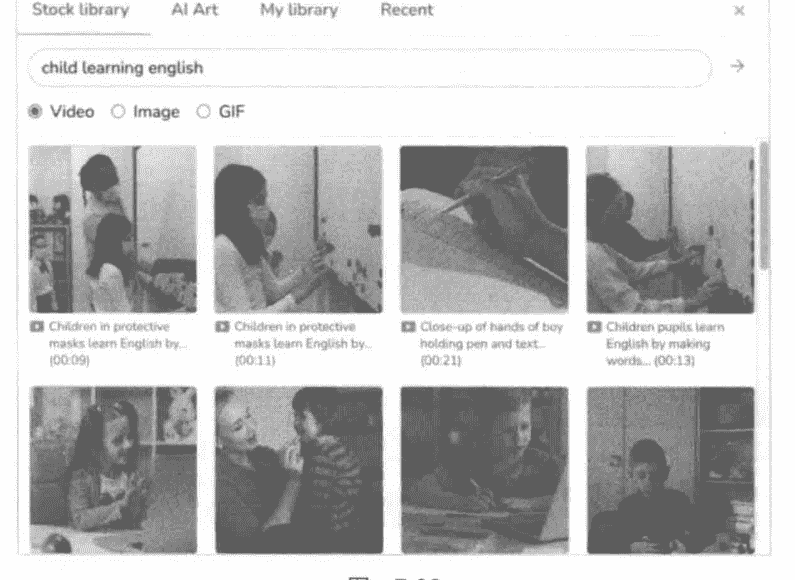 Stock library AI Art My library Recent ×
child learning english →
Video Image GIF
Children in protective masks learn English by... (00:09)
Children in protective masks learn English by... (00:11)
Close-up of hands of boy holding pen and text... (00:21)
Children pupils learn English by making words... (00:13)